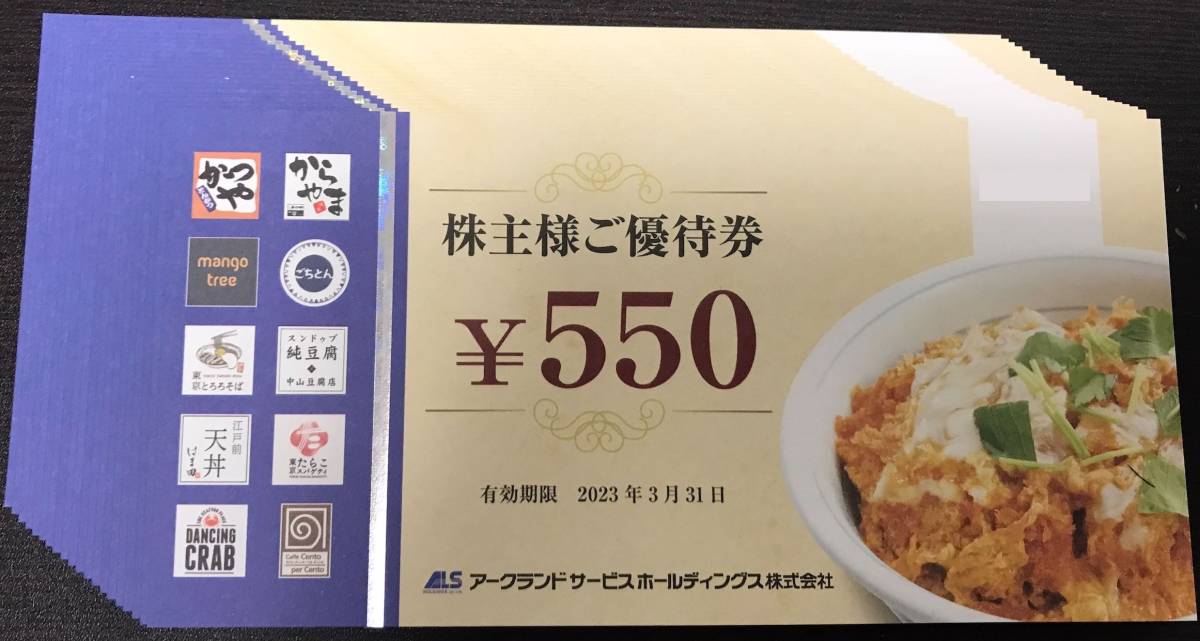 かつや
からやま
mango
tree
ごちとん
東京とろろそば
スンドゥブ
純豆腐
中山豆腐店
江戸前
天丼
はま田
東京たらこスパゲティ
DANCING
CRAB
Caffe Cento
per Cento
株主様ご優待券
¥550
有効期限 2023年3月31日
ALS アークランドサービスホールディングス株式会社